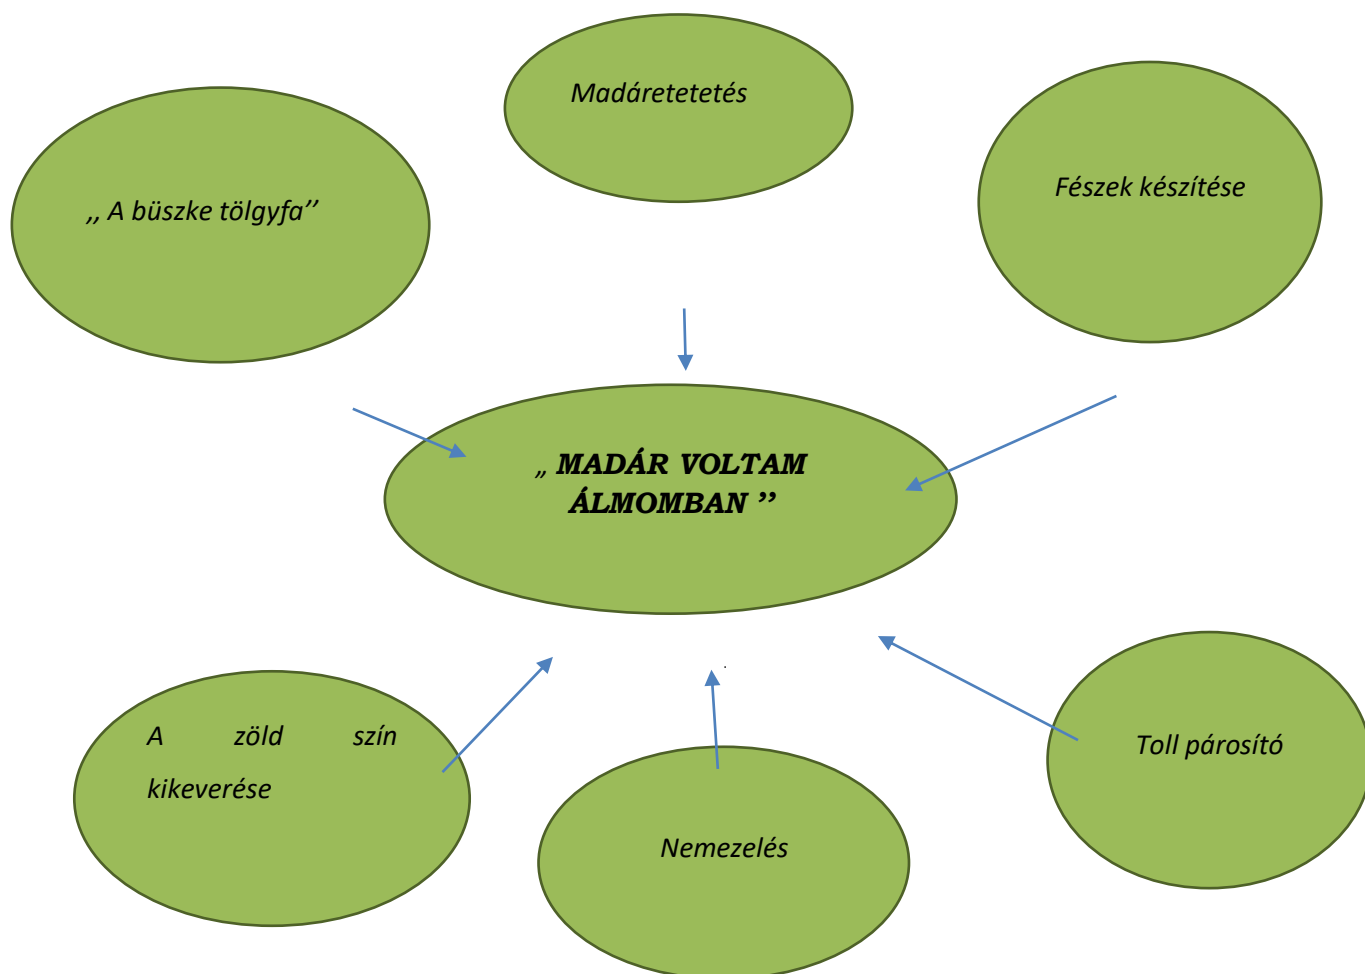 Madáretetetés
„ A büszke tölgyfa”
Fészek készítése
„ MADÁR VOLTAM
ÁLMOMBAN ”
A zöld szín
kikeverése
Toll párosító
Nemezelés